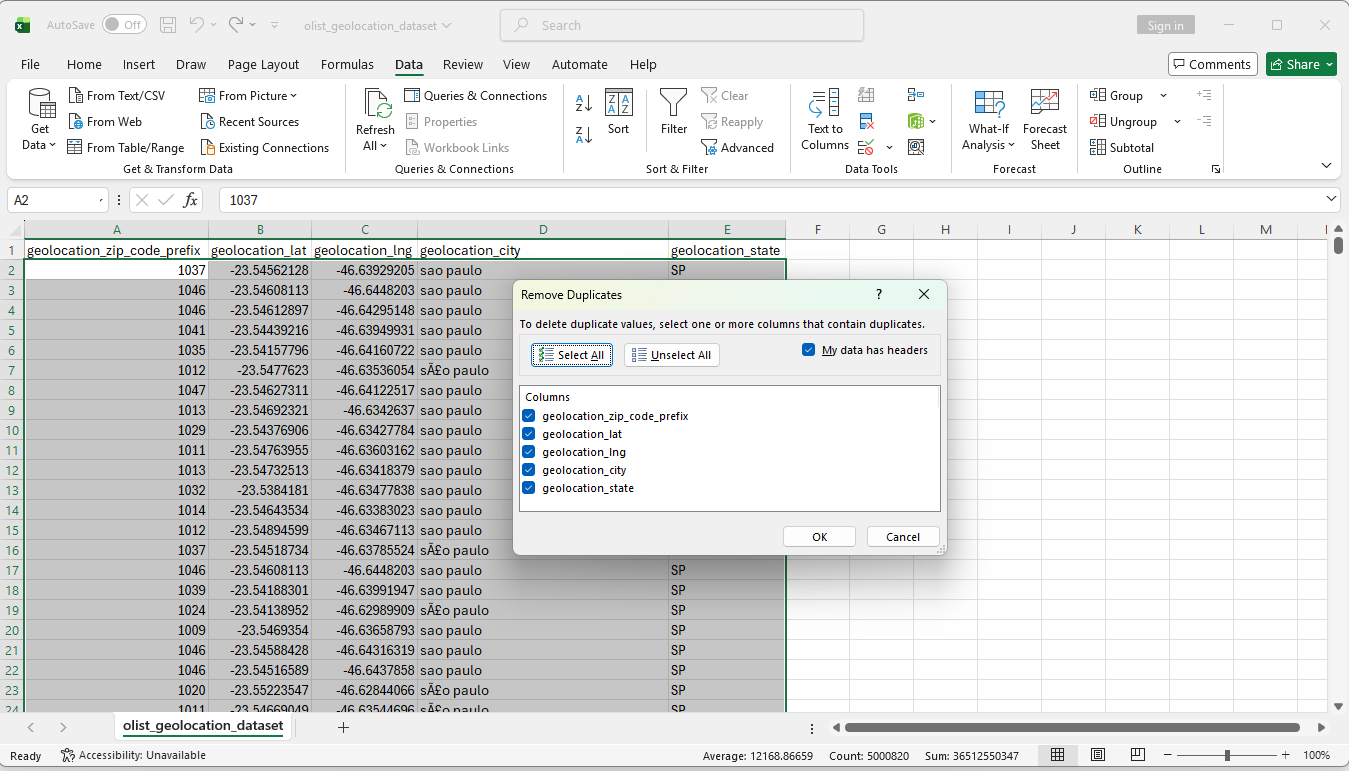 AutoSave Off olist_geolocation_dataset Search Sign in
File Home Insert Draw Page Layout Formulas Data Review View Automate Help Comments Share
Get Data
From Text/CSV
From Web
From Table/Range
From Picture
Recent Sources
Existing Connections
Get & Transform Data
Refresh All
Queries & Connections
Properties
Workbook Links
Queries & Connections
Sort
Filter
Clear
Reapply
Advanced
Sort & Filter
Text to Columns
Data Tools
What-If Analysis
Forecast Sheet
Forecast
Group
Ungroup
Subtotal
Outline
A2 fx 1037
A B C D E F G H I J K L M
1 geolocation_zip_code_prefix geolocation_lat geolocation_lng geolocation_city geolocation_state
2 1037 -23.54562128 -46.63929205 sao paulo SP
3 1046 -23.54608113 -46.6448203 sao paulo
4 1046 -23.54612897 -46.64295148 sao paulo
5 1041 -23.54439216 -46.63949931 sao paulo
6 1035 -23.54157796 -46.64160722 sao paulo
7 1012 -23.5477623 -46.63536054 sÃ£o paulo
8 1047 -23.54627311 -46.64122517 sao paulo
9 1013 -23.54692321 -46.6342637 sao paulo
10 1029 -23.54376906 -46.63427784 sao paulo
11 1011 -23.54763955 -46.63603162 sao paulo
12 1013 -23.54732513 -46.63418379 sao paulo
13 1032 -23.5384181 -46.63477838 sao paulo
14 1014 -23.54643534 -46.63383023 sao paulo
15 1012 -23.54894599 -46.63467113 sao paulo
16 1037 -23.54518734 -46.63785524 sÃ£o paulo
17 1046 -23.54608113 -46.6448203 sao paulo SP
18 1039 -23.54188301 -46.63991947 sao paulo SP
19 1024 -23.54138952 -46.62989909 sÃ£o paulo SP
20 1009 -23.5469354 -46.63658793 sao paulo SP
21 1046 -23.54588428 -46.64316319 sao paulo SP
22 1046 -23.54516589 -46.6437858 sao paulo SP
23 1020 -23.55223547 -46.62844066 sÃ£o paulo SP
24 1011 -23.54669049 -46.63544696 sÃ£o paulo SP
Remove Duplicates ?
To delete duplicate values, select one or more columns that contain duplicates.
Select All Unselect All My data has headers
Columns
geolocation_zip_code_prefix
geolocation_lat
geolocation_lng
geolocation_city
geolocation_state
OK Cancel
olist_geolocation_dataset
Ready Accessibility: Unavailable Average: 12168.86659 Count: 5000820 Sum: 36512550347 100%